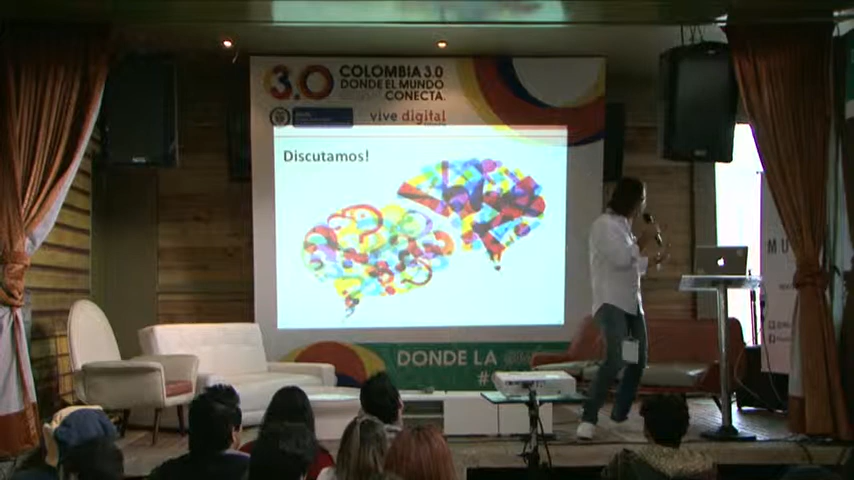 3.0
COLOMBIA 3.0
DONDE EL MUNDO
CONECTA.
vive digital
Discutamos!
DONDE LA
#
M